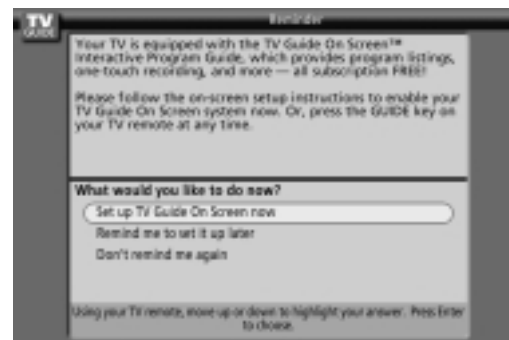 TV
GUIDE
Reminder
Your TV is equipped with the TV Guide On Screen™
Interactive Program Guide, which provides program listings,
one-touch recording, and more — all subscription FREE!
Please follow the on-screen setup instructions to enable your
TV Guide On Screen system now. Or, press the GUIDE key on
your TV remote at any time.
What would you like to do now?
Set up TV Guide On Screen now
Remind me to set it up later
Don't remind me again
Using your TV remote, move up or down to highlight your answer. Press Enter
to choose.